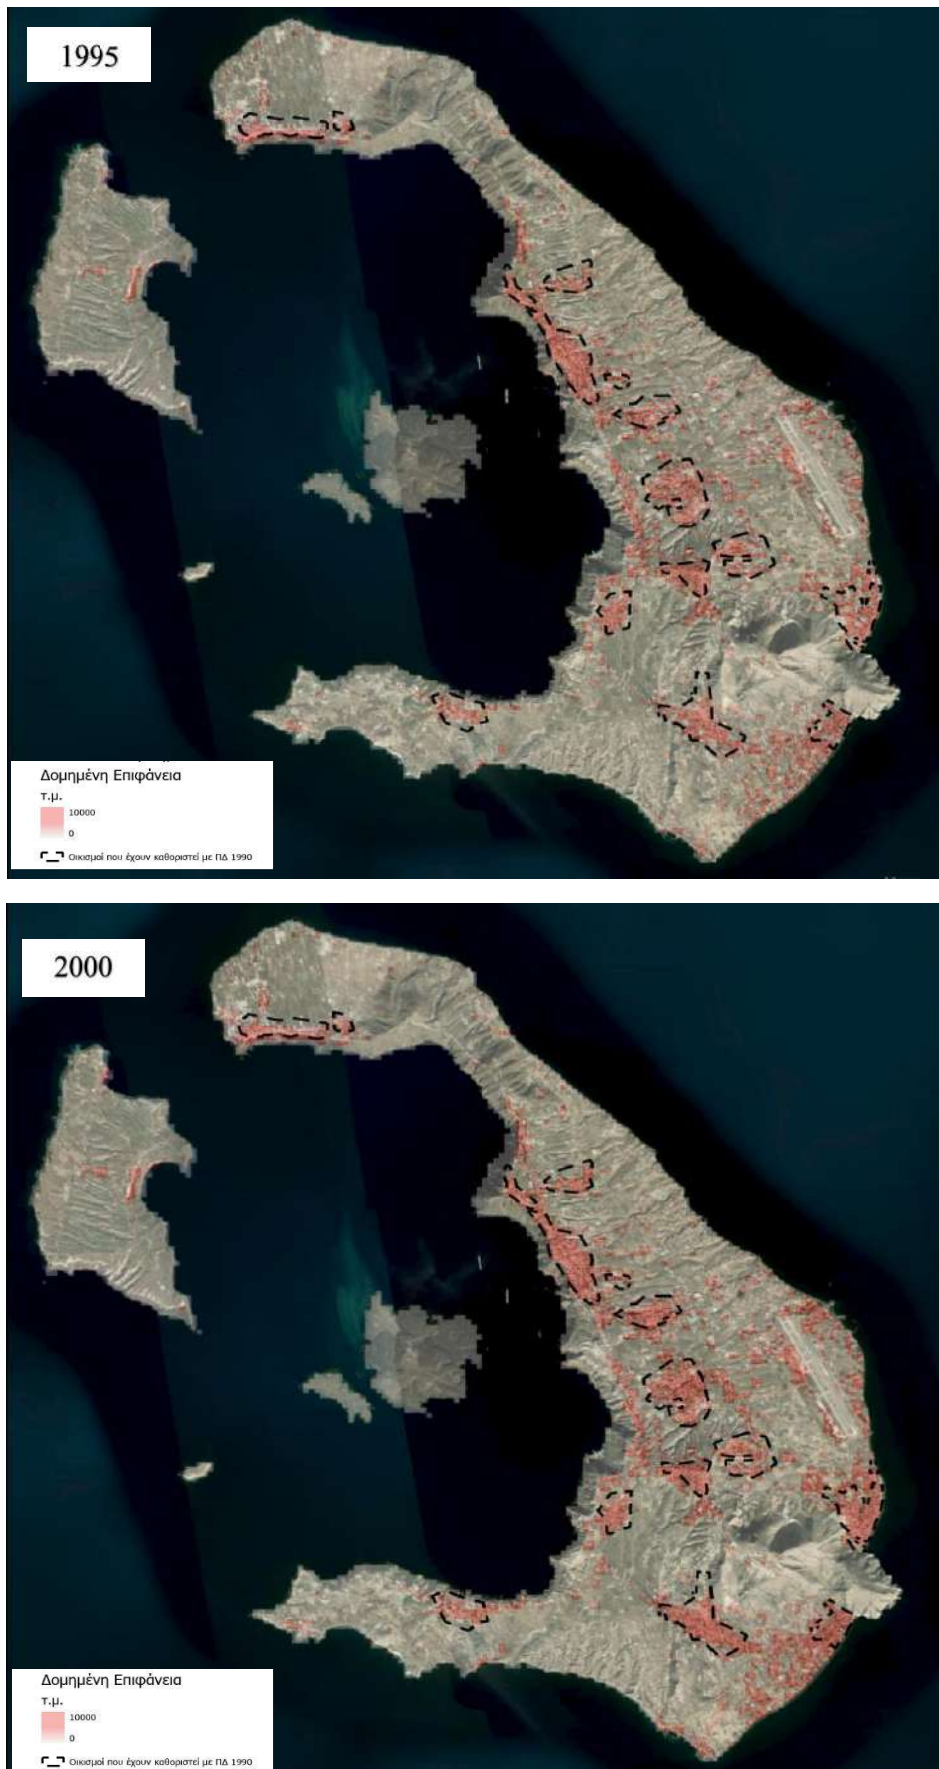 1995
Δομημένη Επιφάνεια
τ.μ.
10000
0
Οικισμοί που έχουν καθοριστεί με ΠΔ 1990
2000
Δομημένη Επιφάνεια
τ.μ.
10000
0
Οικισμοί που έχουν καθοριστεί με ΠΔ 1990